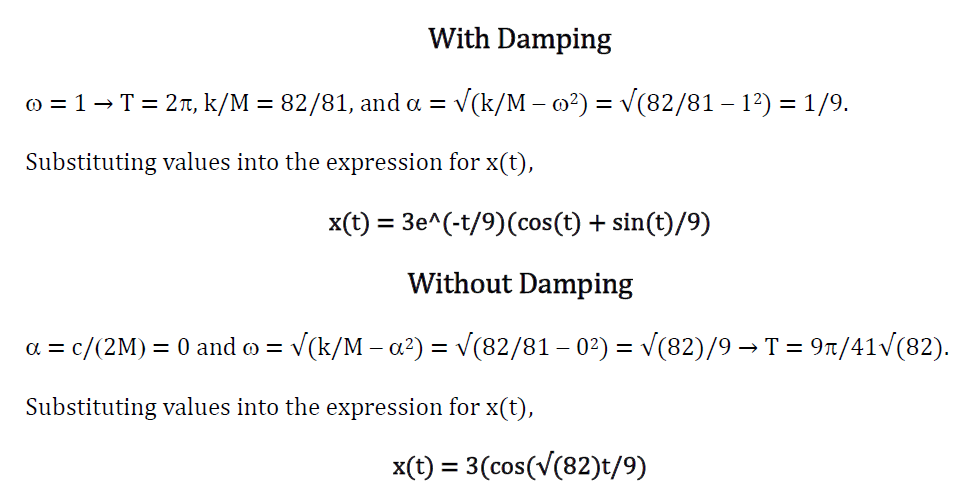 With Damping
ω = 1 → T = 2π, k/M = 82/81, and α = √(k/M – ω²) = √(82/81 – 1²) = 1/9.
Substituting values into the expression for x(t),
x(t) = 3e^(-t/9)(cos(t) + sin(t)/9)
Without Damping
α = c/(2M) = 0 and ω = √(k/M – α²) = √(82/81 – 0²) = √(82)/9 → T = 9π/41√(82).
Substituting values into the expression for x(t),
x(t) = 3(cos(√(82)t/9)